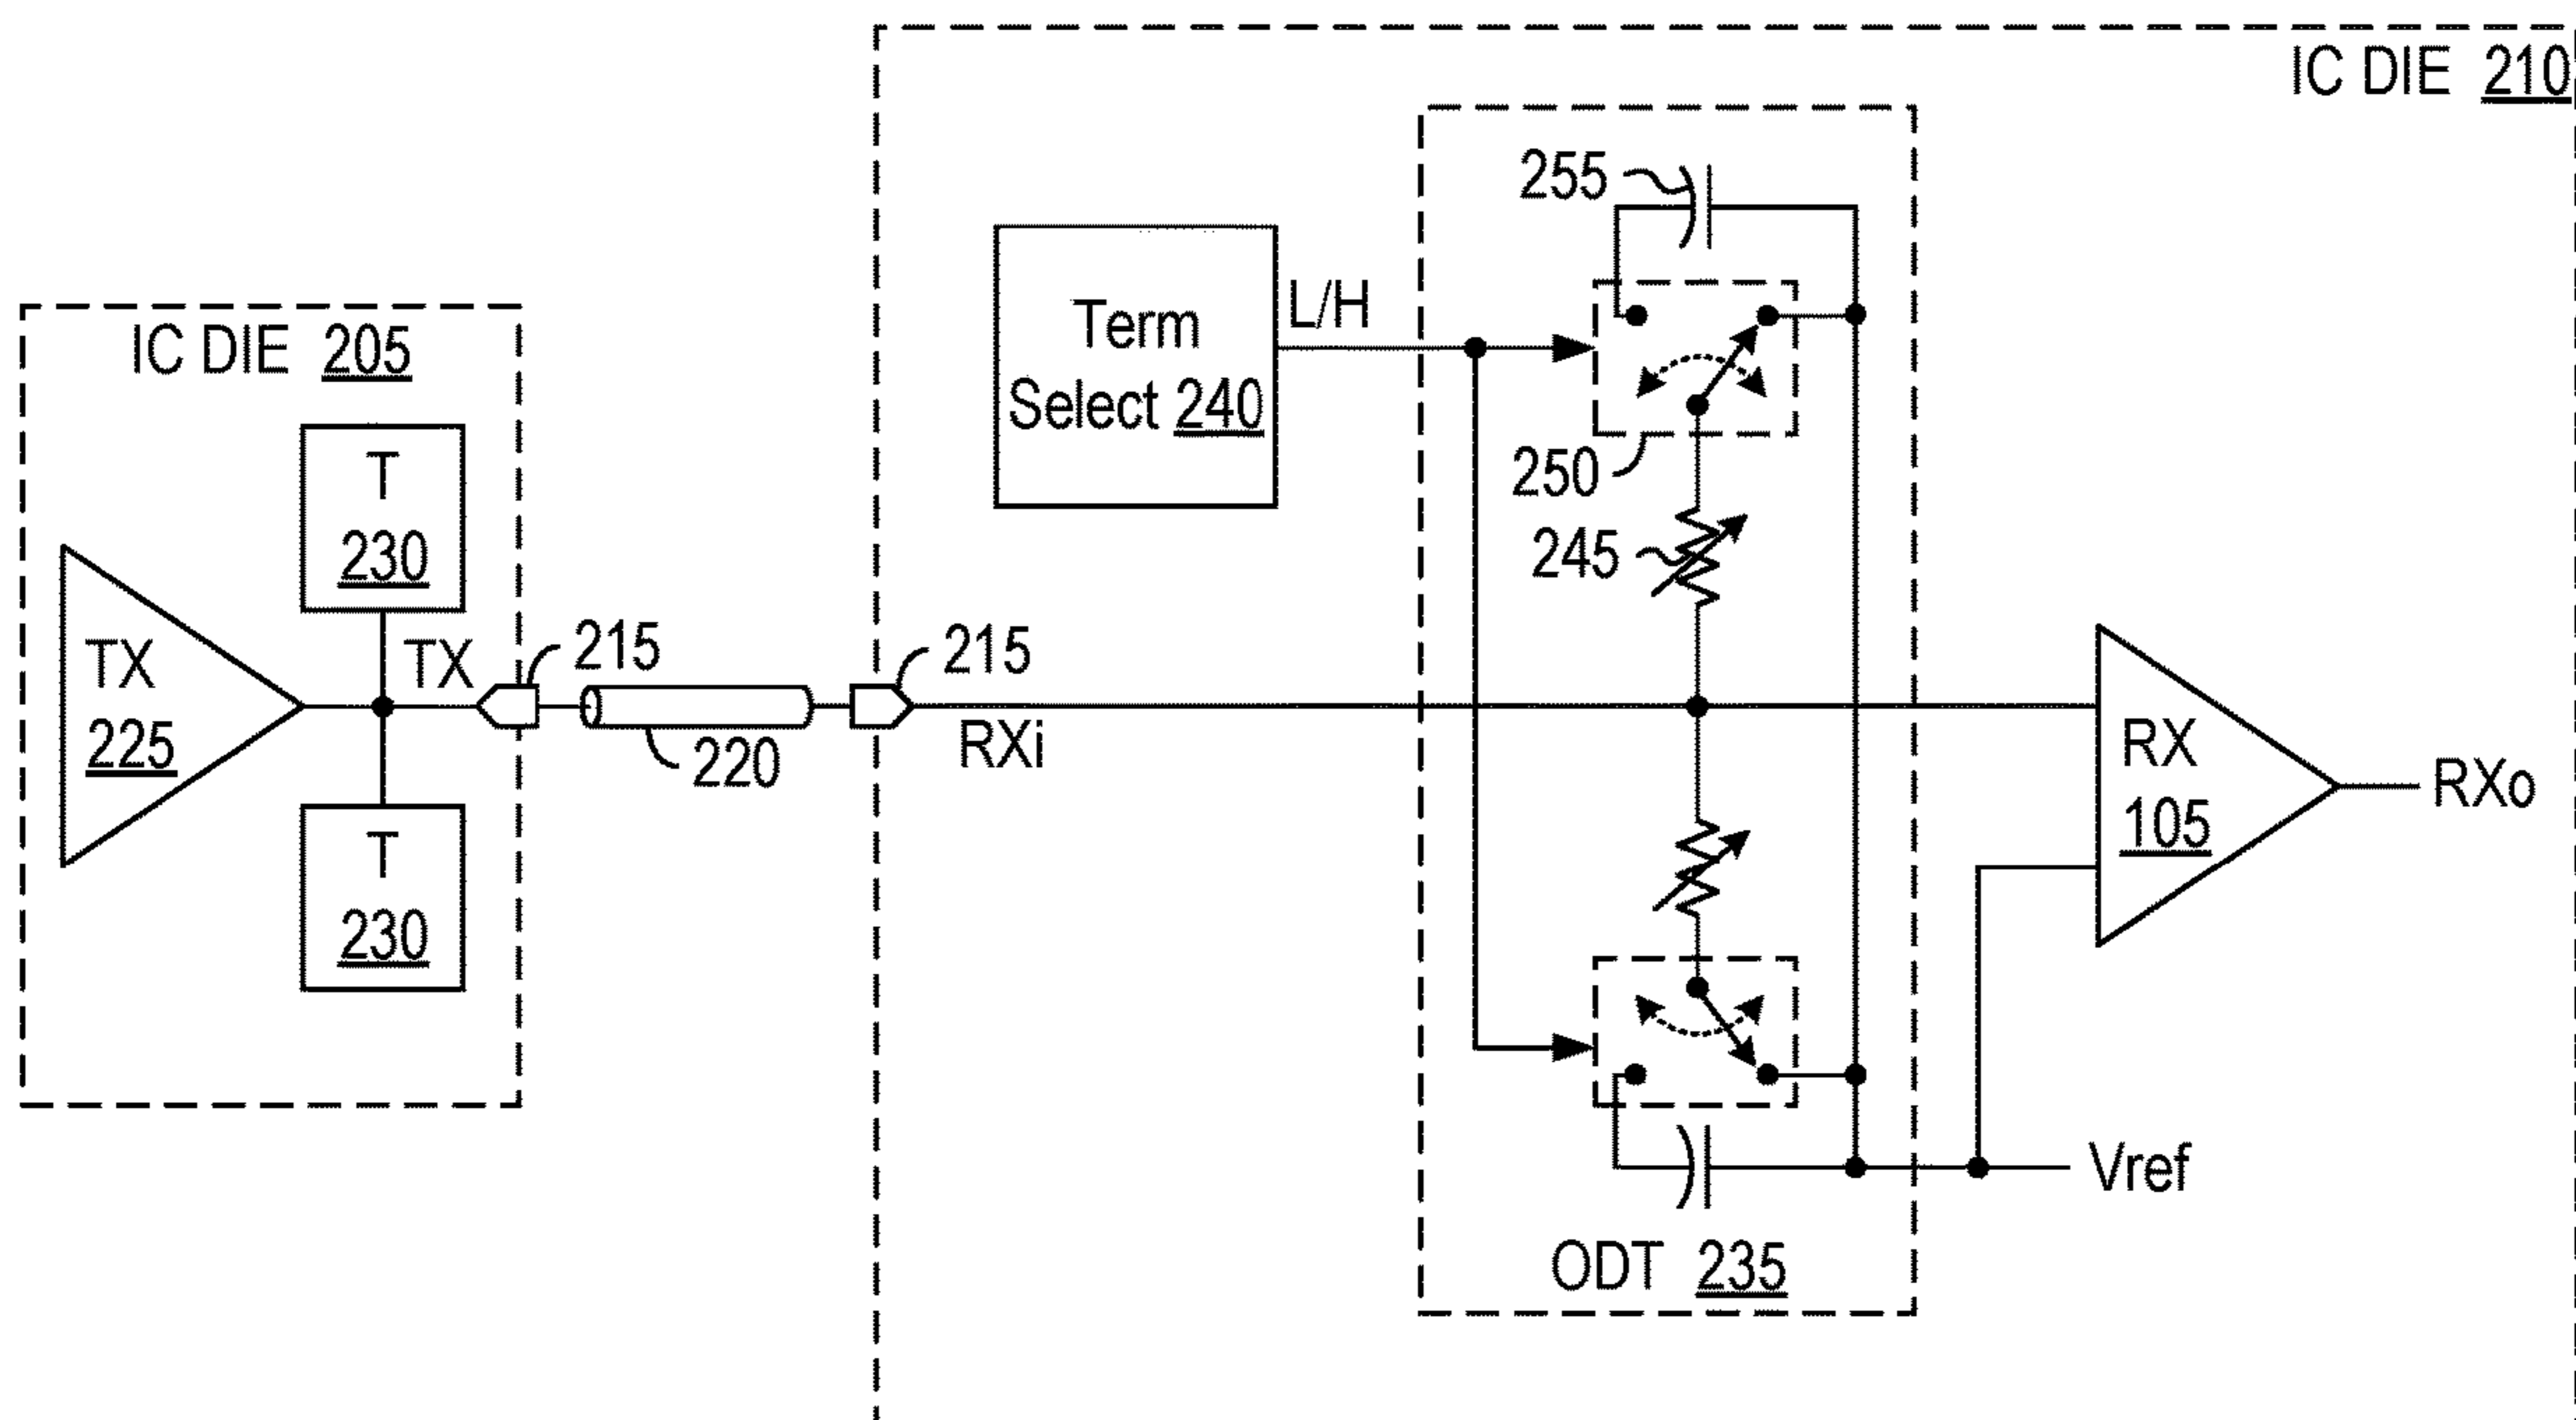 IC DIE 210
255
Term
Select 240
L/H
IC DIE 205
250
T
230
245
TX
225
TX
215
215
220
RXi
RX
105
RXo
T
230
Vref
ODT 235